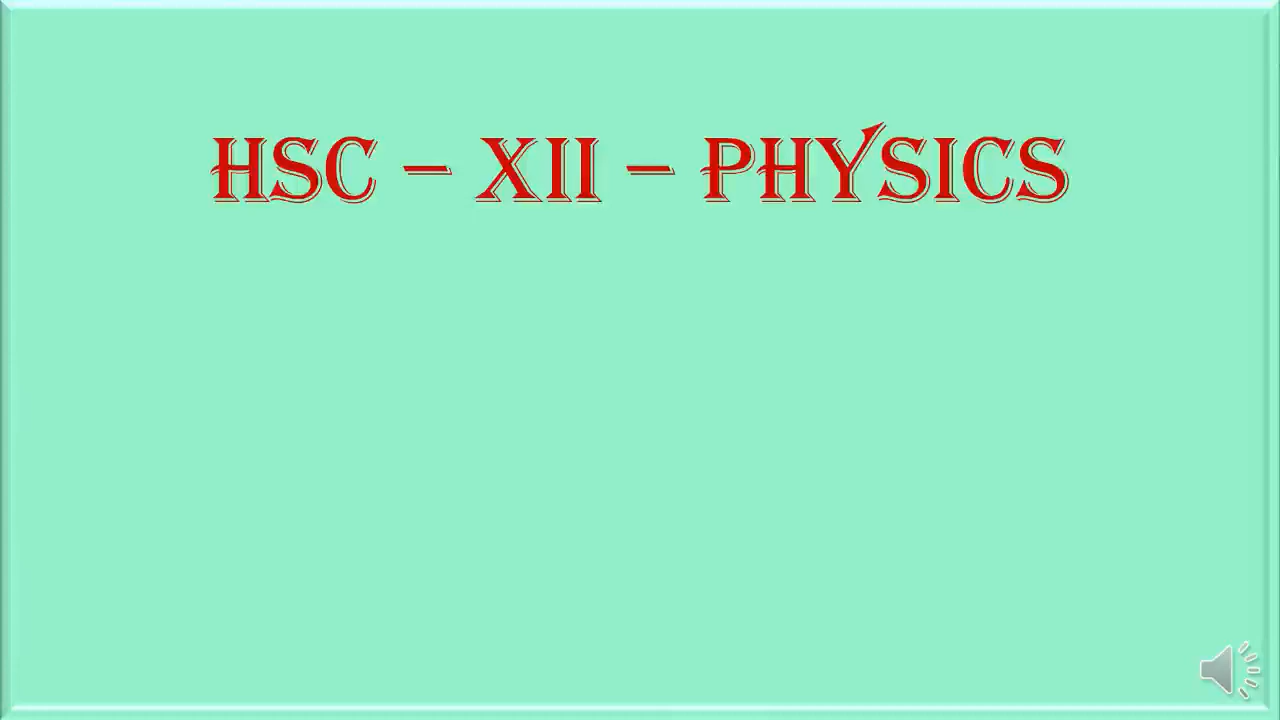 HSC – XII – PHYSICS